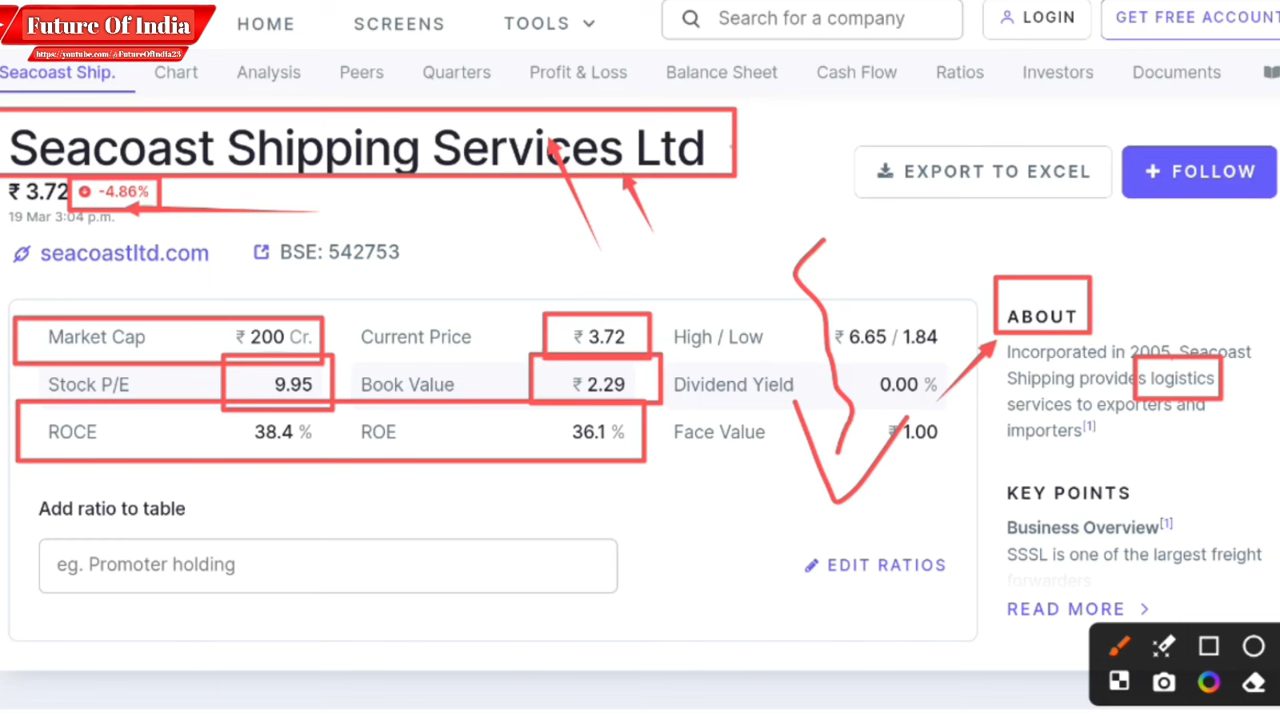 Future Of India
https://youtube.com/@FutureOfIndia23
HOME SCREENS TOOLS Search for a company LOGIN GET FREE ACCOUNT
Seacoast Ship. Chart Analysis Peers Quarters Profit & Loss Balance Sheet Cash Flow Ratios Investors Documents
Seacoast Shipping Services Ltd
₹ 3.72 -4.86%
19 Mar 3:04 p.m.
EXPORT TO EXCEL + FOLLOW
seacoastltd.com BSE: 542753
Market Cap ₹ 200 Cr. Current Price ₹ 3.72 High / Low ₹ 6.65 / 1.84
Stock P/E 9.95 Book Value ₹ 2.29 Dividend Yield 0.00 %
ROCE 38.4 % ROE 36.1 % Face Value ₹ 1.00
Add ratio to table
eg. Promoter holding
EDIT RATIOS
ABOUT
Incorporated in 2005, Seacoast
Shipping provides logistics
services to exporters and
importers[1]
KEY POINTS
Business Overview[1]
SSSL is one of the largest freight
forwarders
READ MORE